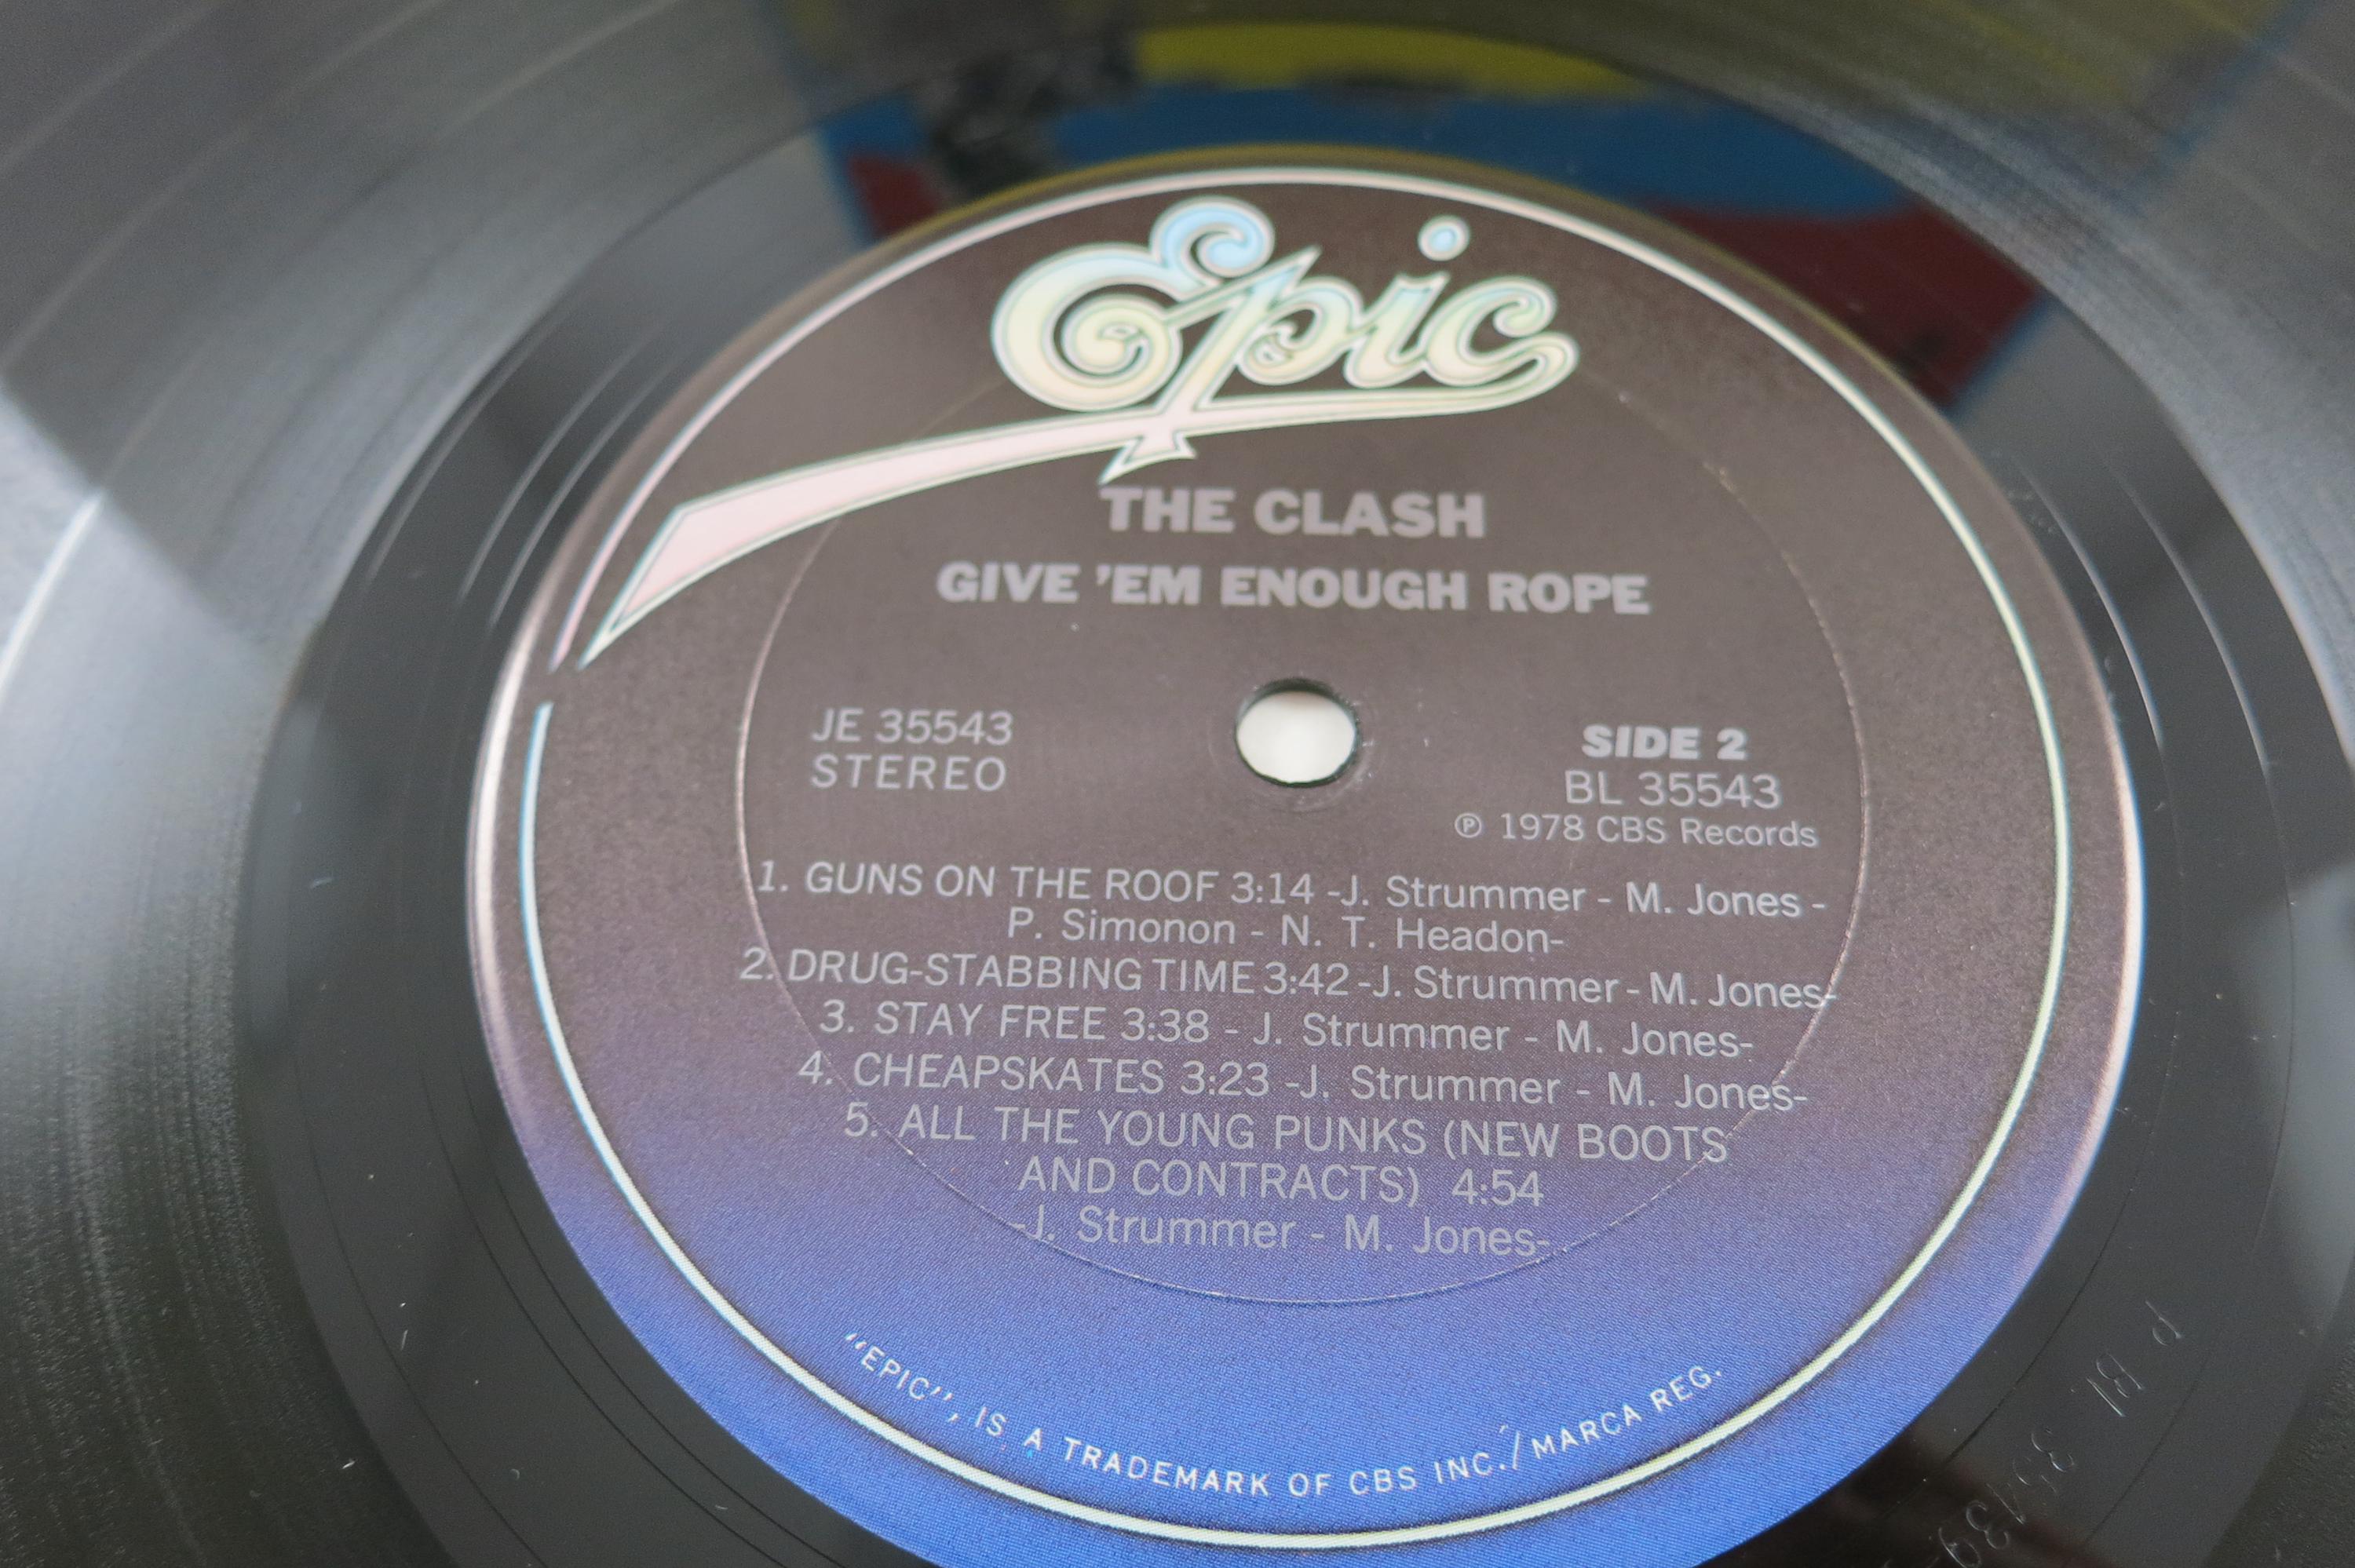 Epic
THE CLASH
GIVE 'EM ENOUGH ROPE
JE 35543
STEREO
SIDE 2
BL 35543
℗ 1978 CBS Records
1. GUNS ON THE ROOF 3:14 -J. Strummer - M. Jones -
P. Simonon - N. T. Headon-
2. DRUG-STABBING TIME 3:42 -J. Strummer - M. Jones-
3. STAY FREE 3:38 - J. Strummer - M. Jones-
4. CHEAPSKATES 3:23 -J. Strummer - M. Jones-
5. ALL THE YOUNG PUNKS (NEW BOOTS
AND CONTRACTS) 4:54
-J. Strummer - M. Jones-
"EPIC", IS A TRADEMARK OF CBS INC./MARCA REG.